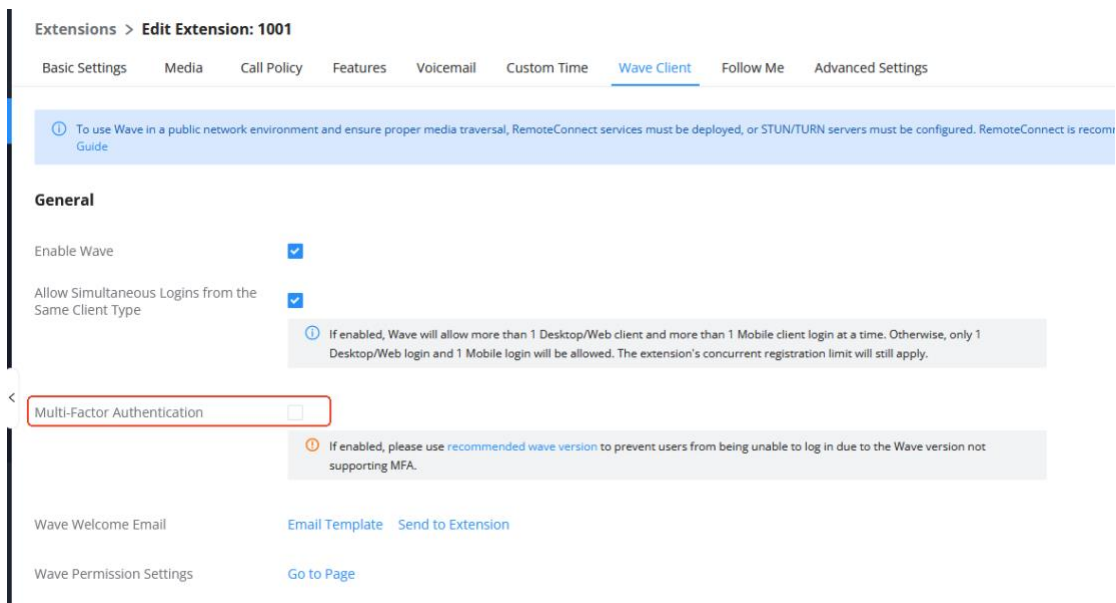 Extensions > Edit Extension: 1001
Basic Settings Media Call Policy Features Voicemail Custom Time Wave Client Follow Me Advanced Settings
To use Wave in a public network environment and ensure proper media traversal, RemoteConnect services must be deployed, or STUN/TURN servers must be configured. RemoteConnect is
Guide
General
Enable Wave
Allow Simultaneous Logins from the
Same Client Type
If enabled, Wave will allow more than 1 Desktop/Web client and more than 1 Mobile client login at a time. Otherwise, only 1
Desktop/Web login and 1 Mobile login will be allowed. The extension's concurrent registration limit will still apply.
<
Multi-Factor Authentication
If enabled, please use recommended wave version to prevent users from being unable to log in due to the Wave version not
supporting MFA.
Wave Welcome Email Email Template Send to Extension
Wave Permission Settings Go to Page